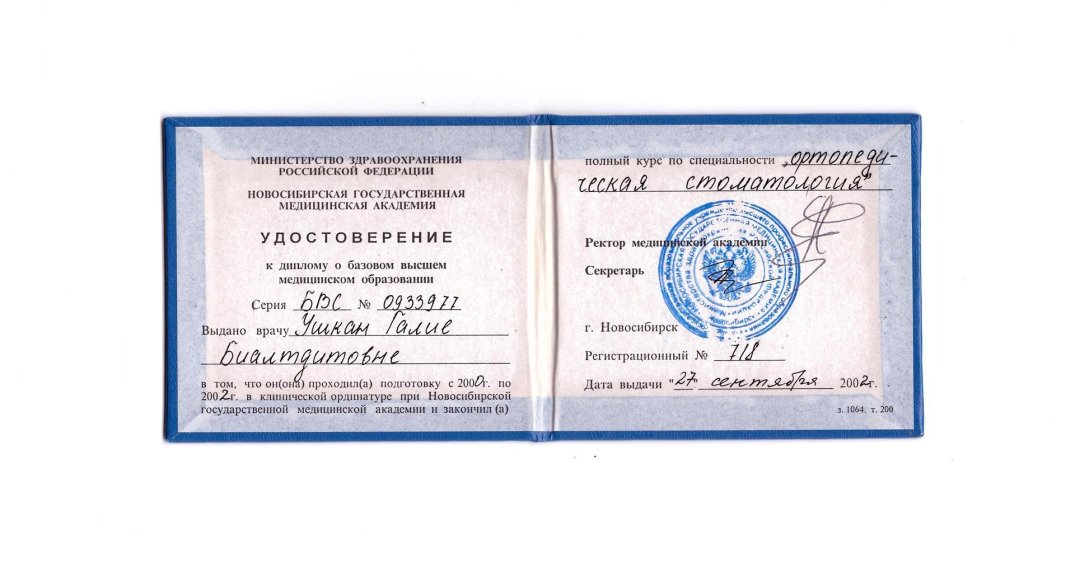 МИНИСТЕРСТВО ЗДРАВООХРАНЕНИЯ
РОССИЙСКОЙ ФЕДЕРАЦИИ
НОВОСИБИРСКАЯ ГОСУДАРСТВЕННАЯ
МЕДИЦИНСКАЯ АКАДЕМИЯ
УДОСТОВЕРЕНИЕ
к диплому о базовом высшем
медицинском образовании
Серия БВС № 0933977
Выдано врачу Ушкан Галие
Биалтдитовне
в том, что он(она) проходил(а) подготовку с 2000г. по
2002г. в клинической ординатуре при Новосибирской
государственной медицинской академии и закончил (а)
полный курс по специальности „ортопеди-
ческая стоматология"
Ректор медицинской академии
Секретарь
г. Новосибирск
Регистрационный № 718
Дата выдачи "27" сентября 2002г.
з. 1064, т. 200